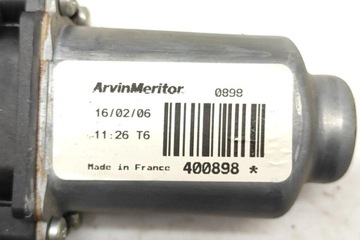 ArvinMeritor 0898
16/02/06
11:26 T6
Made in France 400898 *